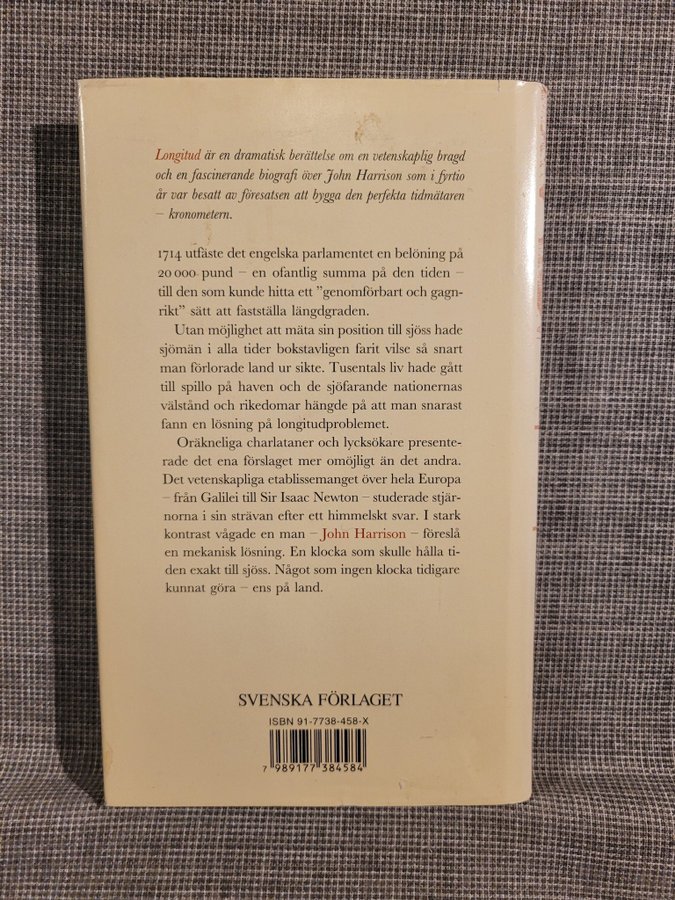 Longitud är en dramatisk berättelse om en vetenskaplig bragd
och en fascinerande biografi över John Harrison som i fyrtio
år var besatt av föresatsen att bygga den perfekta tidmätaren
– kronometern.
1714 utfäste det engelska parlamentet en belöning på
20 000 pund – en ofantlig summa på den tiden –
till den som kunde hitta ett ”genomförbart och gagn-
rikt” sätt att fastställa längdgraden.
Utan möjlighet att mäta sin position till sjöss hade
sjömän i alla tider bokstavligen farit vilse så snart
man förlorade land ur sikte. Tusentals liv hade gått
till spillo på haven och de sjöfarande nationernas
välstånd och rikedomar hängde på att man snarast
fann en lösning på longitudproblemet.
Oräkneliga charlataner och lycksökare presente-
rade det ena förslaget mer omöjligt än det andra.
Det vetenskapliga etablissemanget över hela Europa
– från Galilei till Sir Isaac Newton – studerade stjär-
norna i sin strävan efter ett himmelskt svar. I stark
kontrast vågade en man – John Harrison – föreslå
en mekanisk lösning. En klocka som skulle hålla ti-
den exakt till sjöss. Något som ingen klocka tidigare
kunnat göra – ens på land.
SVENSKA FÖRLAGET
ISBN 91-7738-458-X
7 989177 384584